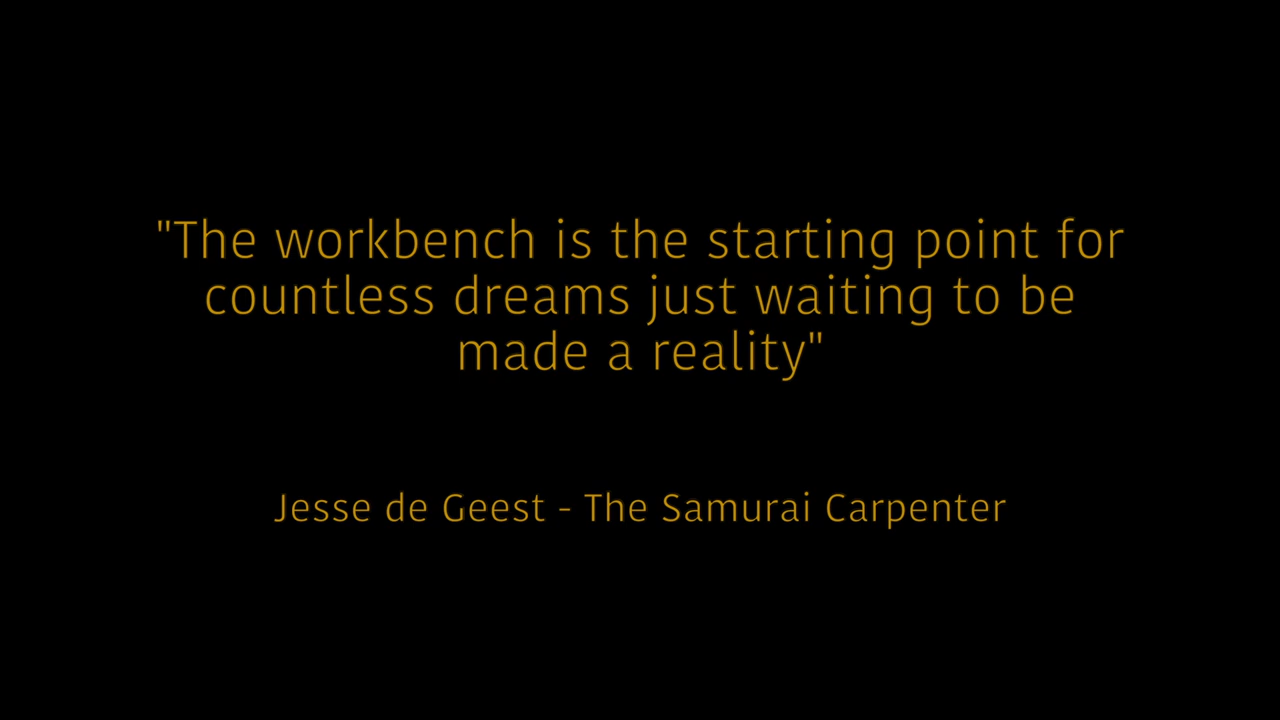 "The workbench is the starting point for
countless dreams just waiting to be
made a reality"
Jesse de Geest - The Samurai Carpenter